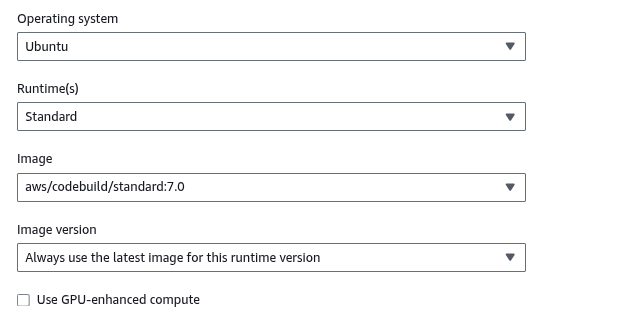 Operating system
Ubuntu
Runtime(s)
Standard
Image
aws/codebuild/standard:7.0
Image version
Always use the latest image for this runtime version
Use GPU-enhanced compute